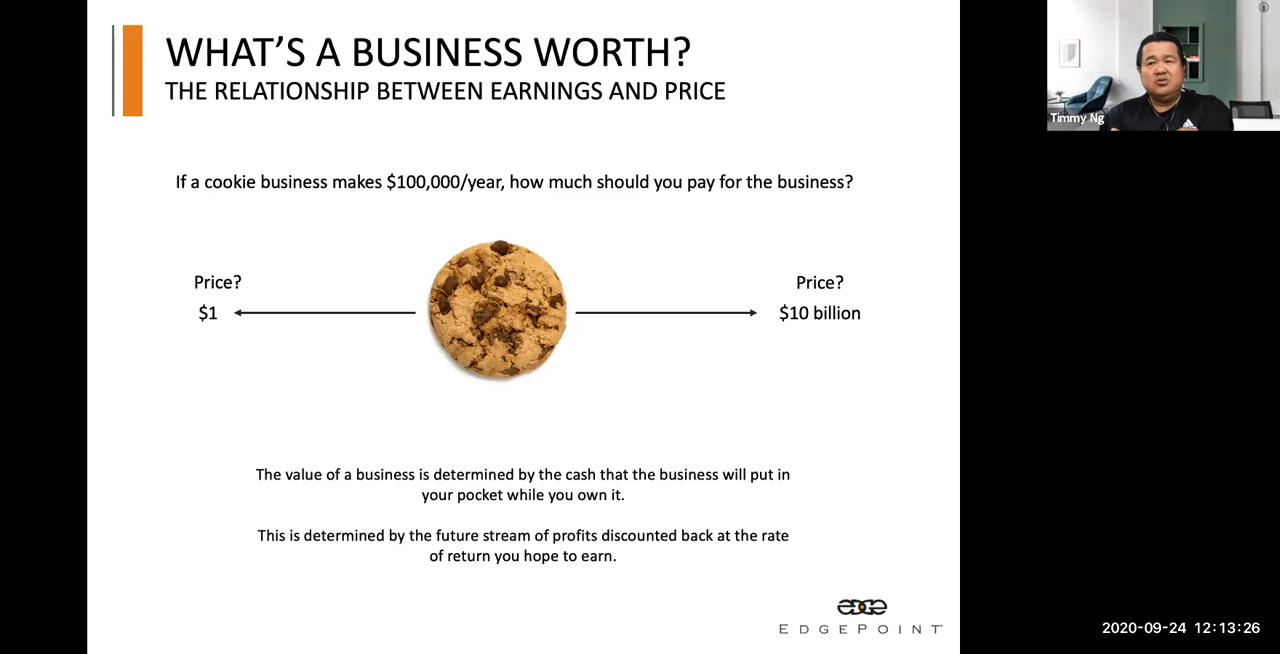 WHAT'S A BUSINESS WORTH?
THE RELATIONSHIP BETWEEN EARNINGS AND PRICE
Timmy Ng
If a cookie business makes $100,000/year, how much should you pay for the business?
Price?
$1
Price?
$10 billion
The value of a business is determined by the cash that the business will put in
your pocket while you own it.
This is determined by the future stream of profits discounted back at the rate
of return you hope to earn.
EDGE
EDGEPOINT
2020-09-24 12:13:26